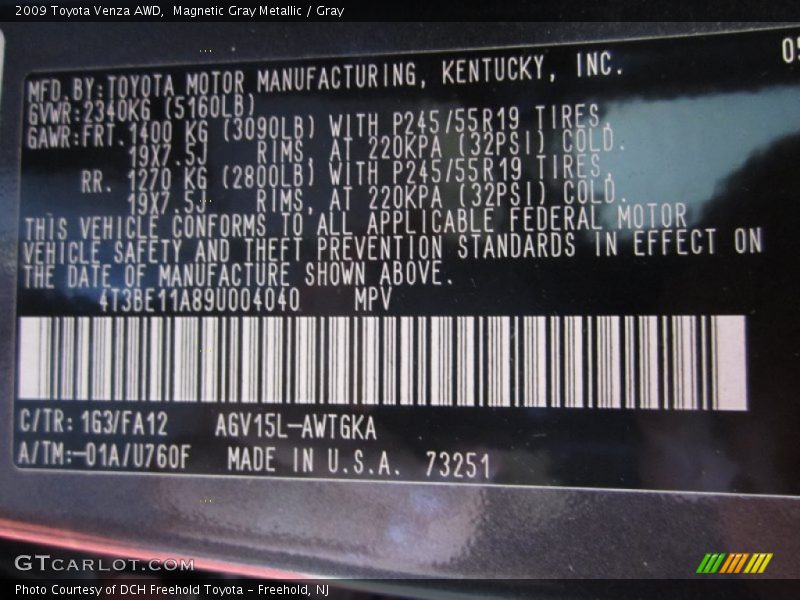 2009 Toyota Venza AWD, Magnetic Gray Metallic / Gray
MFD.BY:TOYOTA MOTOR MANUFACTURING, KENTUCKY, INC.
GVWR:2340KG (5160LB)
GAWR:FRT.1400 KG (3090LB) WITH P245/55R19 TIRES,
19X7.5J RIMS, AT 220KPA (32PSI) COLD.
RR. 1270 KG (2800LB) WITH P245/55R19 TIRES,
19X7.5J RIMS, AT 220KPA (32PSI) COLD.
THIS VEHICLE CONFORMS TO ALL APPLICABLE FEDERAL MOTOR
VEHICLE SAFETY AND THEFT PREVENTION STANDARDS IN EFFECT ON
THE DATE OF MANUFACTURE SHOWN ABOVE.
4T3BE11A89U004040 MPV
C/TR: 1G3/FA12 AGV15L-AWTGKA
A/TM:-01A/U760F MADE IN U.S.A. 73251
GTCARLOT.COM
Photo Courtesy of DCH Freehold Toyota - Freehold, NJ